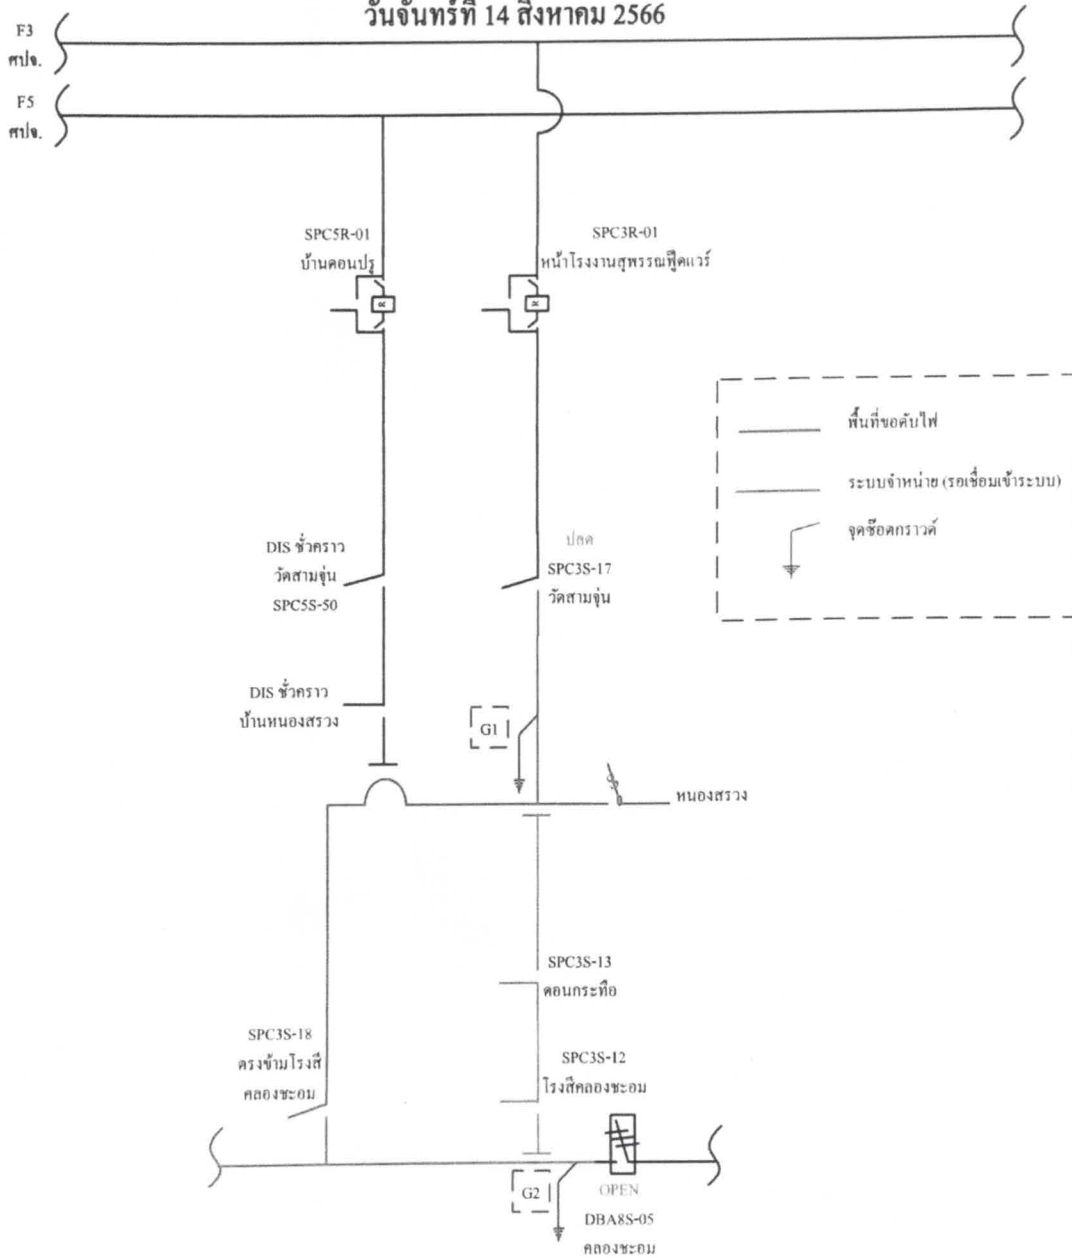 วันจันทร์ที่ 14 สิงหาคม 2566
F3
ศปจ.
F5
ศปจ.
SPC5R-01
บ้านดอนปรู
SPC3R-01
หน้าโรงงานสุพรรณฟู๊ดแวร์
R
R
พื้นที่ขอดับไฟ
ระบบจำหน่าย (รอเชื่อมเข้าระบบ)
จุดช๊อตกราวด์
DIS ชั่วคราว
วัดสามจุ่น
SPC5S-50
ปลด
SPC3S-17
วัดสามจุ่น
DIS ชั่วคราว
บ้านหนองสรวง
G1
หนองสรวง
SPC3S-13
ดอนกระทือ
SPC3S-18
ตรงข้ามโรงสี
คลองชะอม
SPC3S-12
โรงสีคลองชะอม
G2
OPEN
DBA8S-05
คลองชะอม